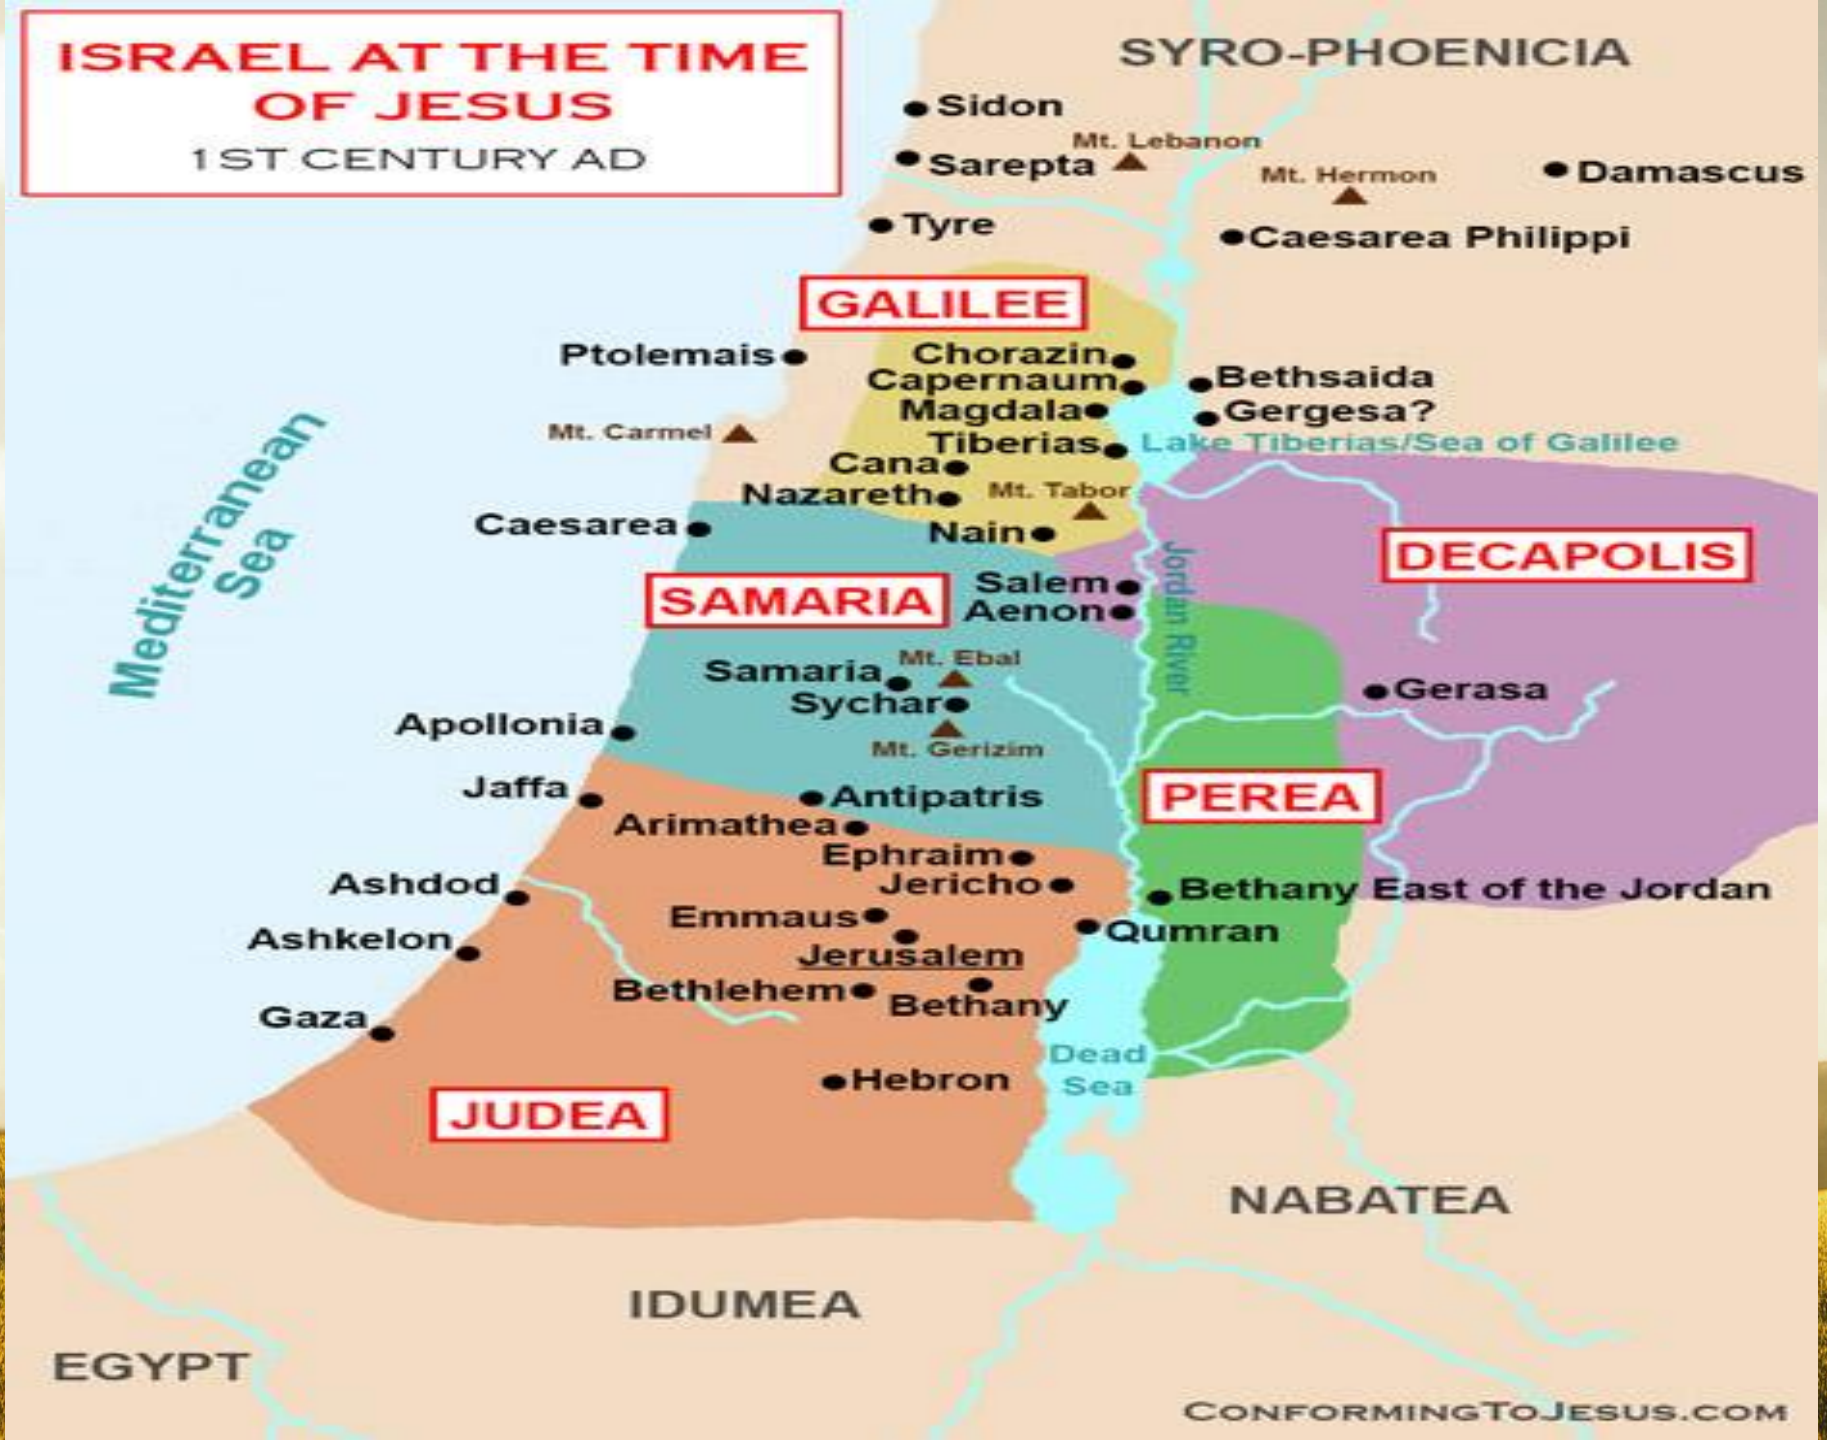 ISRAEL AT THE TIME
OF JESUS
1ST CENTURY AD
SYRO-PHOENICIA
Sidon
Mt. Lebanon
Sarepta
Mt. Hermon
Damascus
Tyre
Caesarea Philippi
GALILEE
Ptolemais
Chorazin
Capernaum
Bethsaida
Magdala
Gergesa?
Mt. Carmel
Tiberias
Lake Tiberias/Sea of Galilee
Cana
Nazareth
Mt. Tabor
Mediterranean
Sea
Caesarea
Nain
DECAPOLIS
Jordan River
Salem
SAMARIA
Aenon
Mt. Ebal
Samaria
Sychar
Gerasa
Apollonia
Mt. Gerizim
Jaffa
Antipatris
PEREA
Arimathea
Ephraim
Ashdod
Jericho
Bethany East of the Jordan
Emmaus
Qumran
Ashkelon
Jerusalem
Bethlehem
Bethany
Gaza
Dead
Sea
Hebron
JUDEA
NABATEA
IDUMEA
EGYPT
CONFORMINGTOJESUS.COM